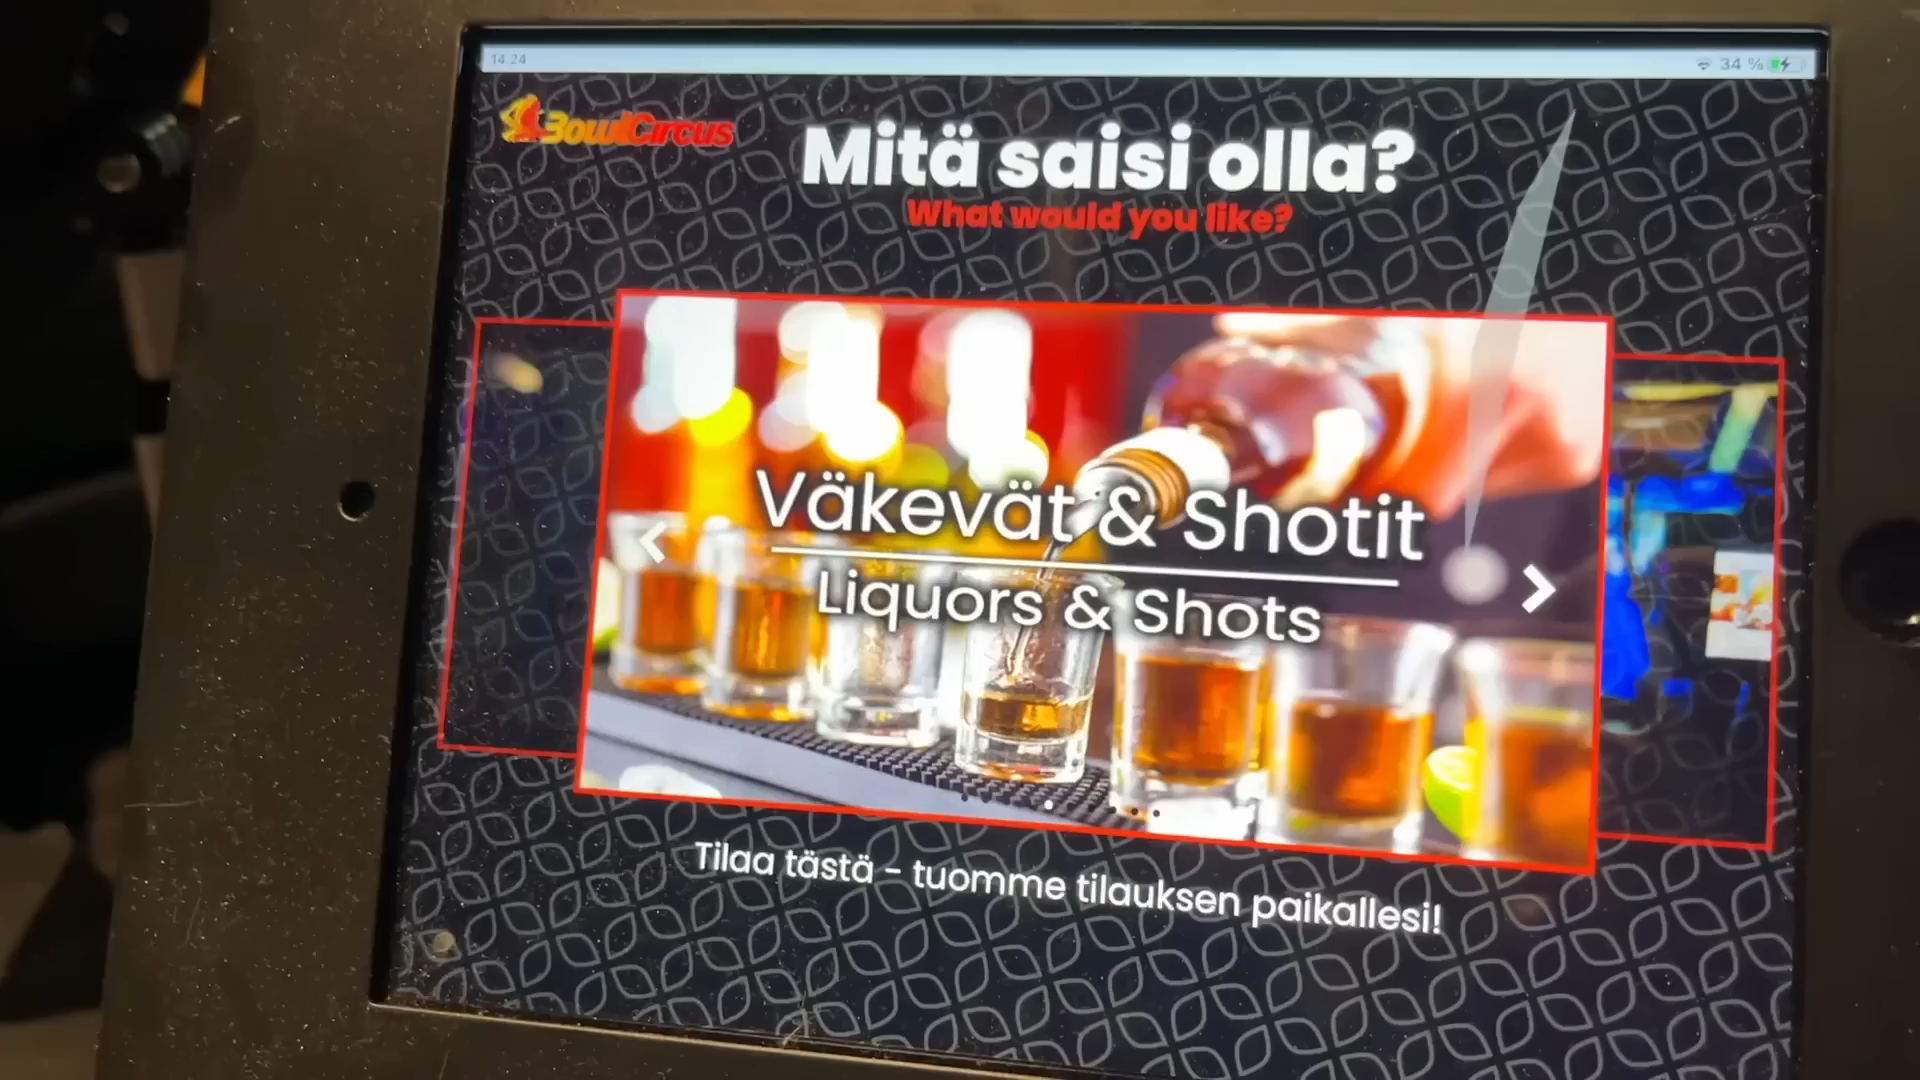 14.24
34 %
BowlCircus
Mitä saisi olla?
What would you like?
Väkevät & Shotit
Liquors & Shots
Tilaa tästä - tuomme tilauksen paikallesi!